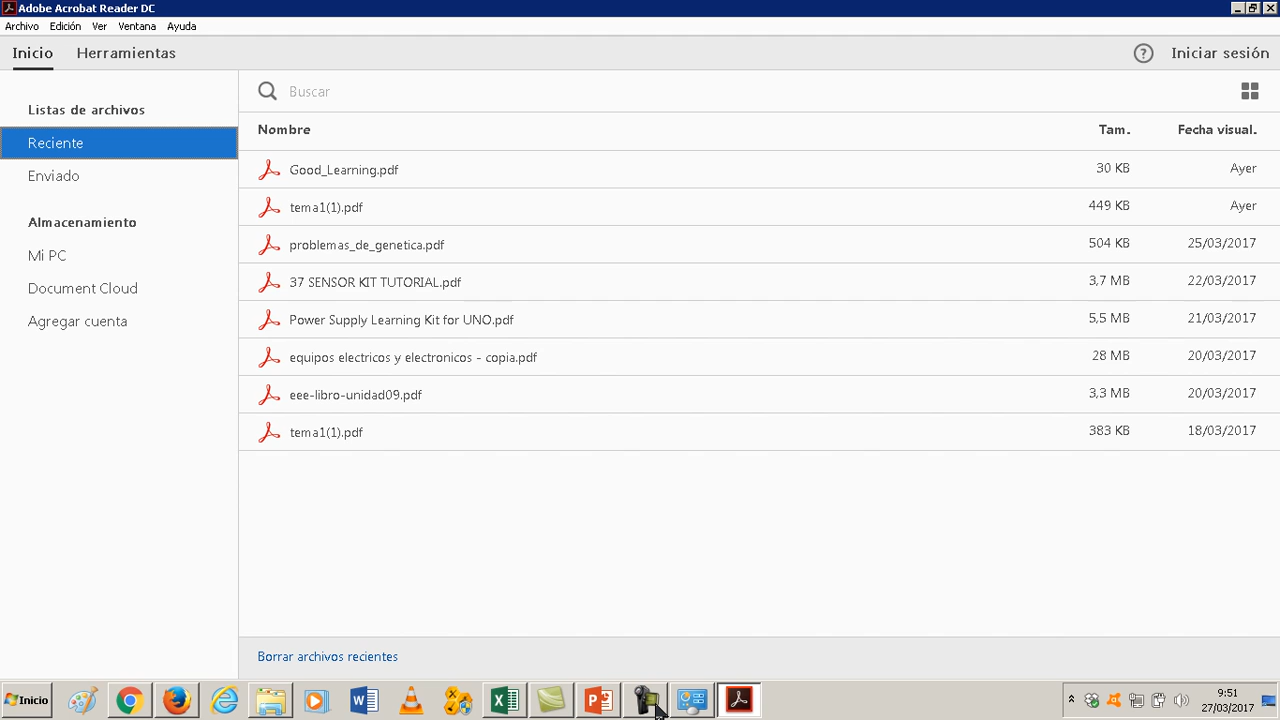 Adobe Acrobat Reader DC
Archivo Edición Ver Ventana Ayuda
Inicio Herramientas Iniciar sesión
Listas de archivos
Reciente
Enviado
Almacenamiento
Mi PC
Document Cloud
Agregar cuenta
Buscar
Nombre Tam. Fecha visual.
Good_Learning.pdf 30 KB Ayer
tema1(1).pdf 449 KB Ayer
problemas_de_genetica.pdf 504 KB 25/03/2017
37 SENSOR KIT TUTORIAL.pdf 3,7 MB 22/03/2017
Power Supply Learning Kit for UNO.pdf 5,5 MB 21/03/2017
equipos electricos y electronicos - copia.pdf 28 MB 20/03/2017
eee-libro-unidad09.pdf 3,3 MB 20/03/2017
tema1(1).pdf 383 KB 18/03/2017
Borrar archivos recientes
Inicio
9:51
27/03/2017